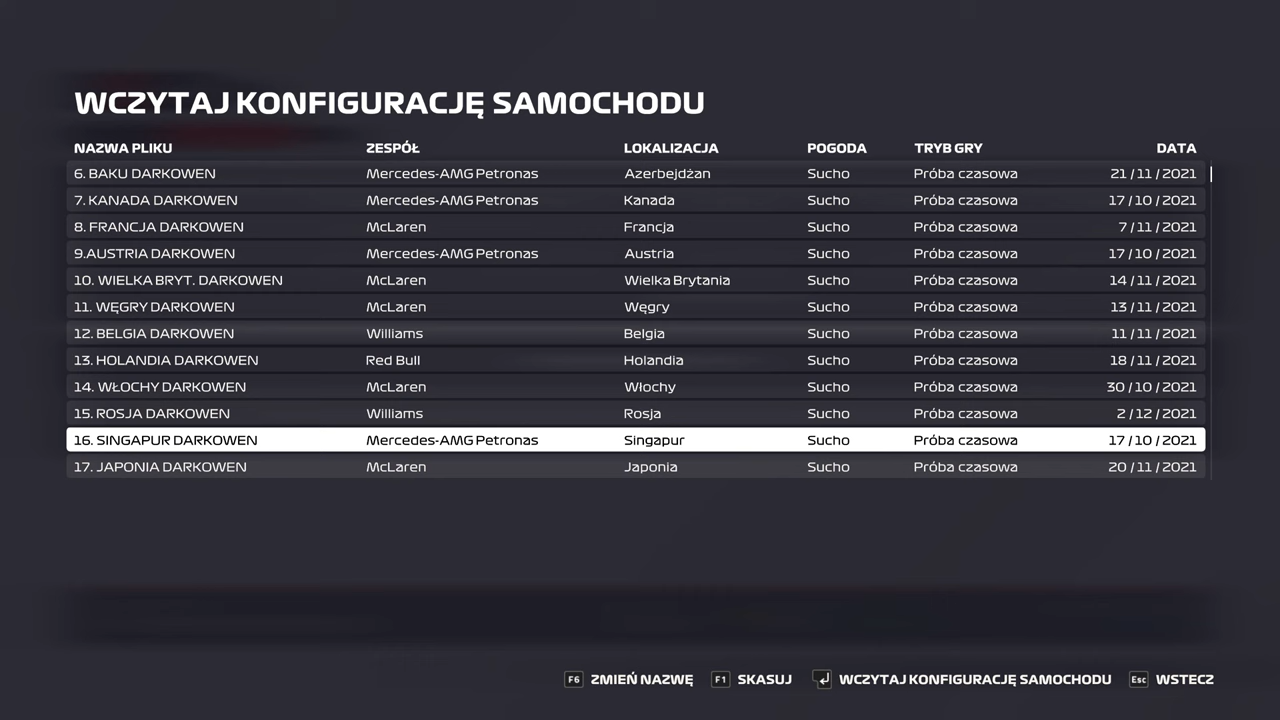 WCZYTAJ KONFIGURACJĘ SAMOCHODU
NAZWA PLIKU ZESPÓŁ LOKALIZACJA POGODA TRYB GRY DATA
6. BAKU DARKOWEN Mercedes-AMG Petronas Azerbejdżan Sucho Próba czasowa 21 / 11 / 2021
7. KANADA DARKOWEN Mercedes-AMG Petronas Kanada Sucho Próba czasowa 17 / 10 / 2021
8. FRANCJA DARKOWEN McLaren Francja Sucho Próba czasowa 7 / 11 / 2021
9.AUSTRIA DARKOWEN Mercedes-AMG Petronas Austria Sucho Próba czasowa 17 / 10 / 2021
10. WIELKA BRYT. DARKOWEN McLaren Wielka Brytania Sucho Próba czasowa 14 / 11 / 2021
11. WĘGRY DARKOWEN McLaren Węgry Sucho Próba czasowa 13 / 11 / 2021
12. BELGIA DARKOWEN Williams Belgia Sucho Próba czasowa 11 / 11 / 2021
13. HOLANDIA DARKOWEN Red Bull Holandia Sucho Próba czasowa 18 / 11 / 2021
14. WŁOCHY DARKOWEN McLaren Włochy Sucho Próba czasowa 30 / 10 / 2021
15. ROSJA DARKOWEN Williams Rosja Sucho Próba czasowa 2 / 12 / 2021
16. SINGAPUR DARKOWEN Mercedes-AMG Petronas Singapur Sucho Próba czasowa 17 / 10 / 2021
17. JAPONIA DARKOWEN McLaren Japonia Sucho Próba czasowa 20 / 11 / 2021
F6 ZMIEŃ NAZWĘ F1 SKASUJ WCZYTAJ KONFIGURACJĘ SAMOCHODU Esc WSTECZ